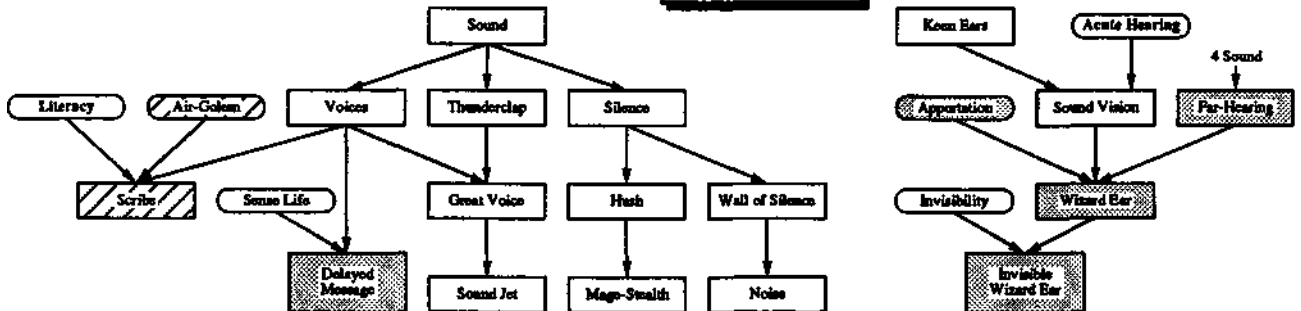 Sound
Keen Ears
Acute Hearing
4 Sound
Literacy
Air-Golem
Voices
Thunderclap
Silence
Apportation
Sound Vision
Far-Hearing
Scribe
Sense Life
Great Voice
Hush
Wall of Silence
Invisibility
Wizard Ear
Delayed
Message
Sound Jet
Mage-Stealth
Noise
Invisible
Wizard Ear